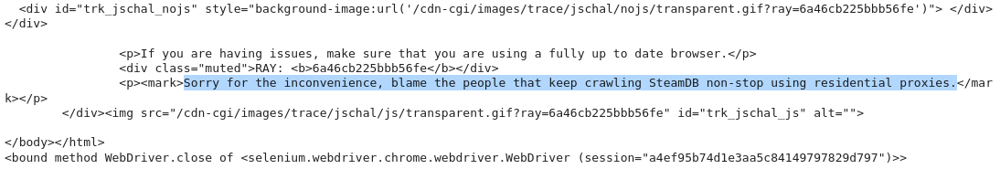 <div id="trk_jschal_nojs" style="background-image:url('/cdn-cgi/images/trace/jschal/nojs/transparent.gif?ray=6a46cb225bbb56fe')"> </div>
</div>
<p>If you are having issues, make sure that you are using a fully up to date browser.</p>
<div class="muted">RAY: <b>6a46cb225bbb56fe</b></div>
<p><mark>Sorry for the inconvenience, blame the people that keep crawling SteamDB non-stop using residential proxies.</mar
k></p>
</div><img src="/cdn-cgi/images/trace/jschal/js/transparent.gif?ray=6a46cb225bbb56fe" id="trk_jschal_js" alt="">
</body></html>
<bound method WebDriver.close of <selenium.webdriver.chrome.webdriver.WebDriver (session="a4ef95b74d1e3aa5c84149797829d797")>>